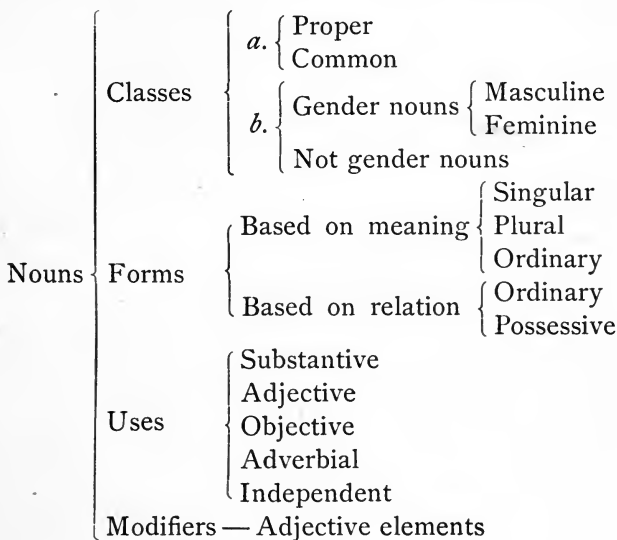 a. Proper
Common
Classes
b. Gender nouns Masculine
Feminine
Not gender nouns
Singular
Based on meaning Plural
Ordinary
Nouns Forms
Based on relation Ordinary
Possessive
Substantive
Adjective
Uses Objective
Adverbial
Independent
Modifiers — Adjective elements